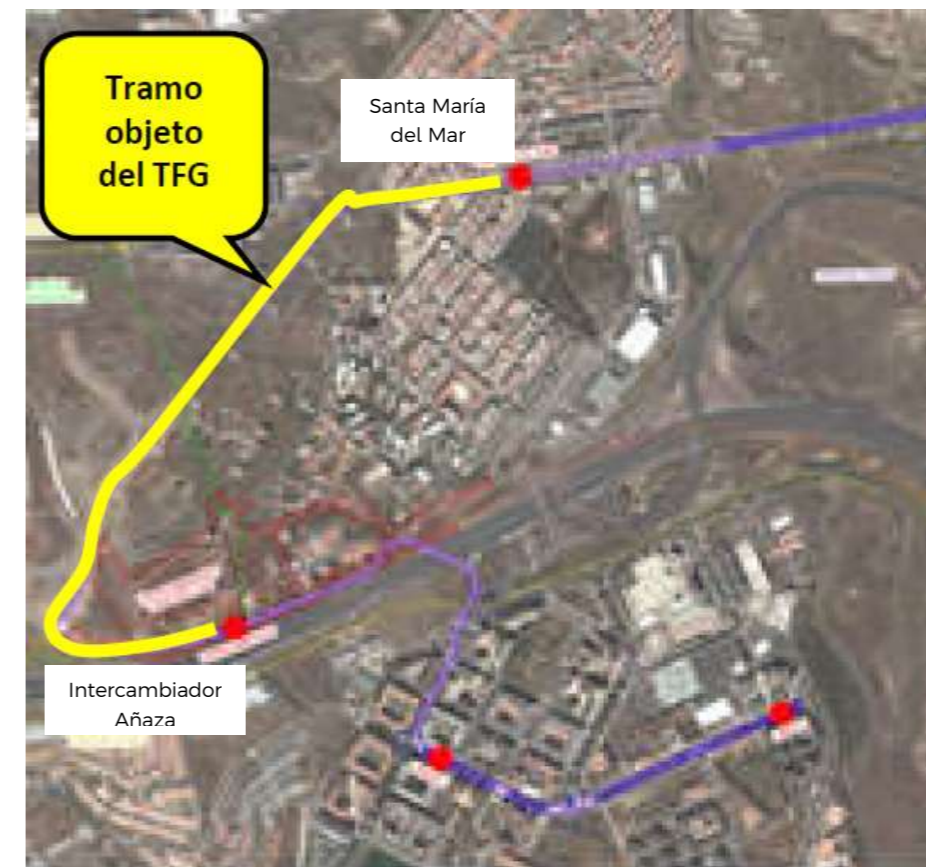 Tramo
objeto
del TFG
Santa María
del Mar
Intercambiador
Añaza